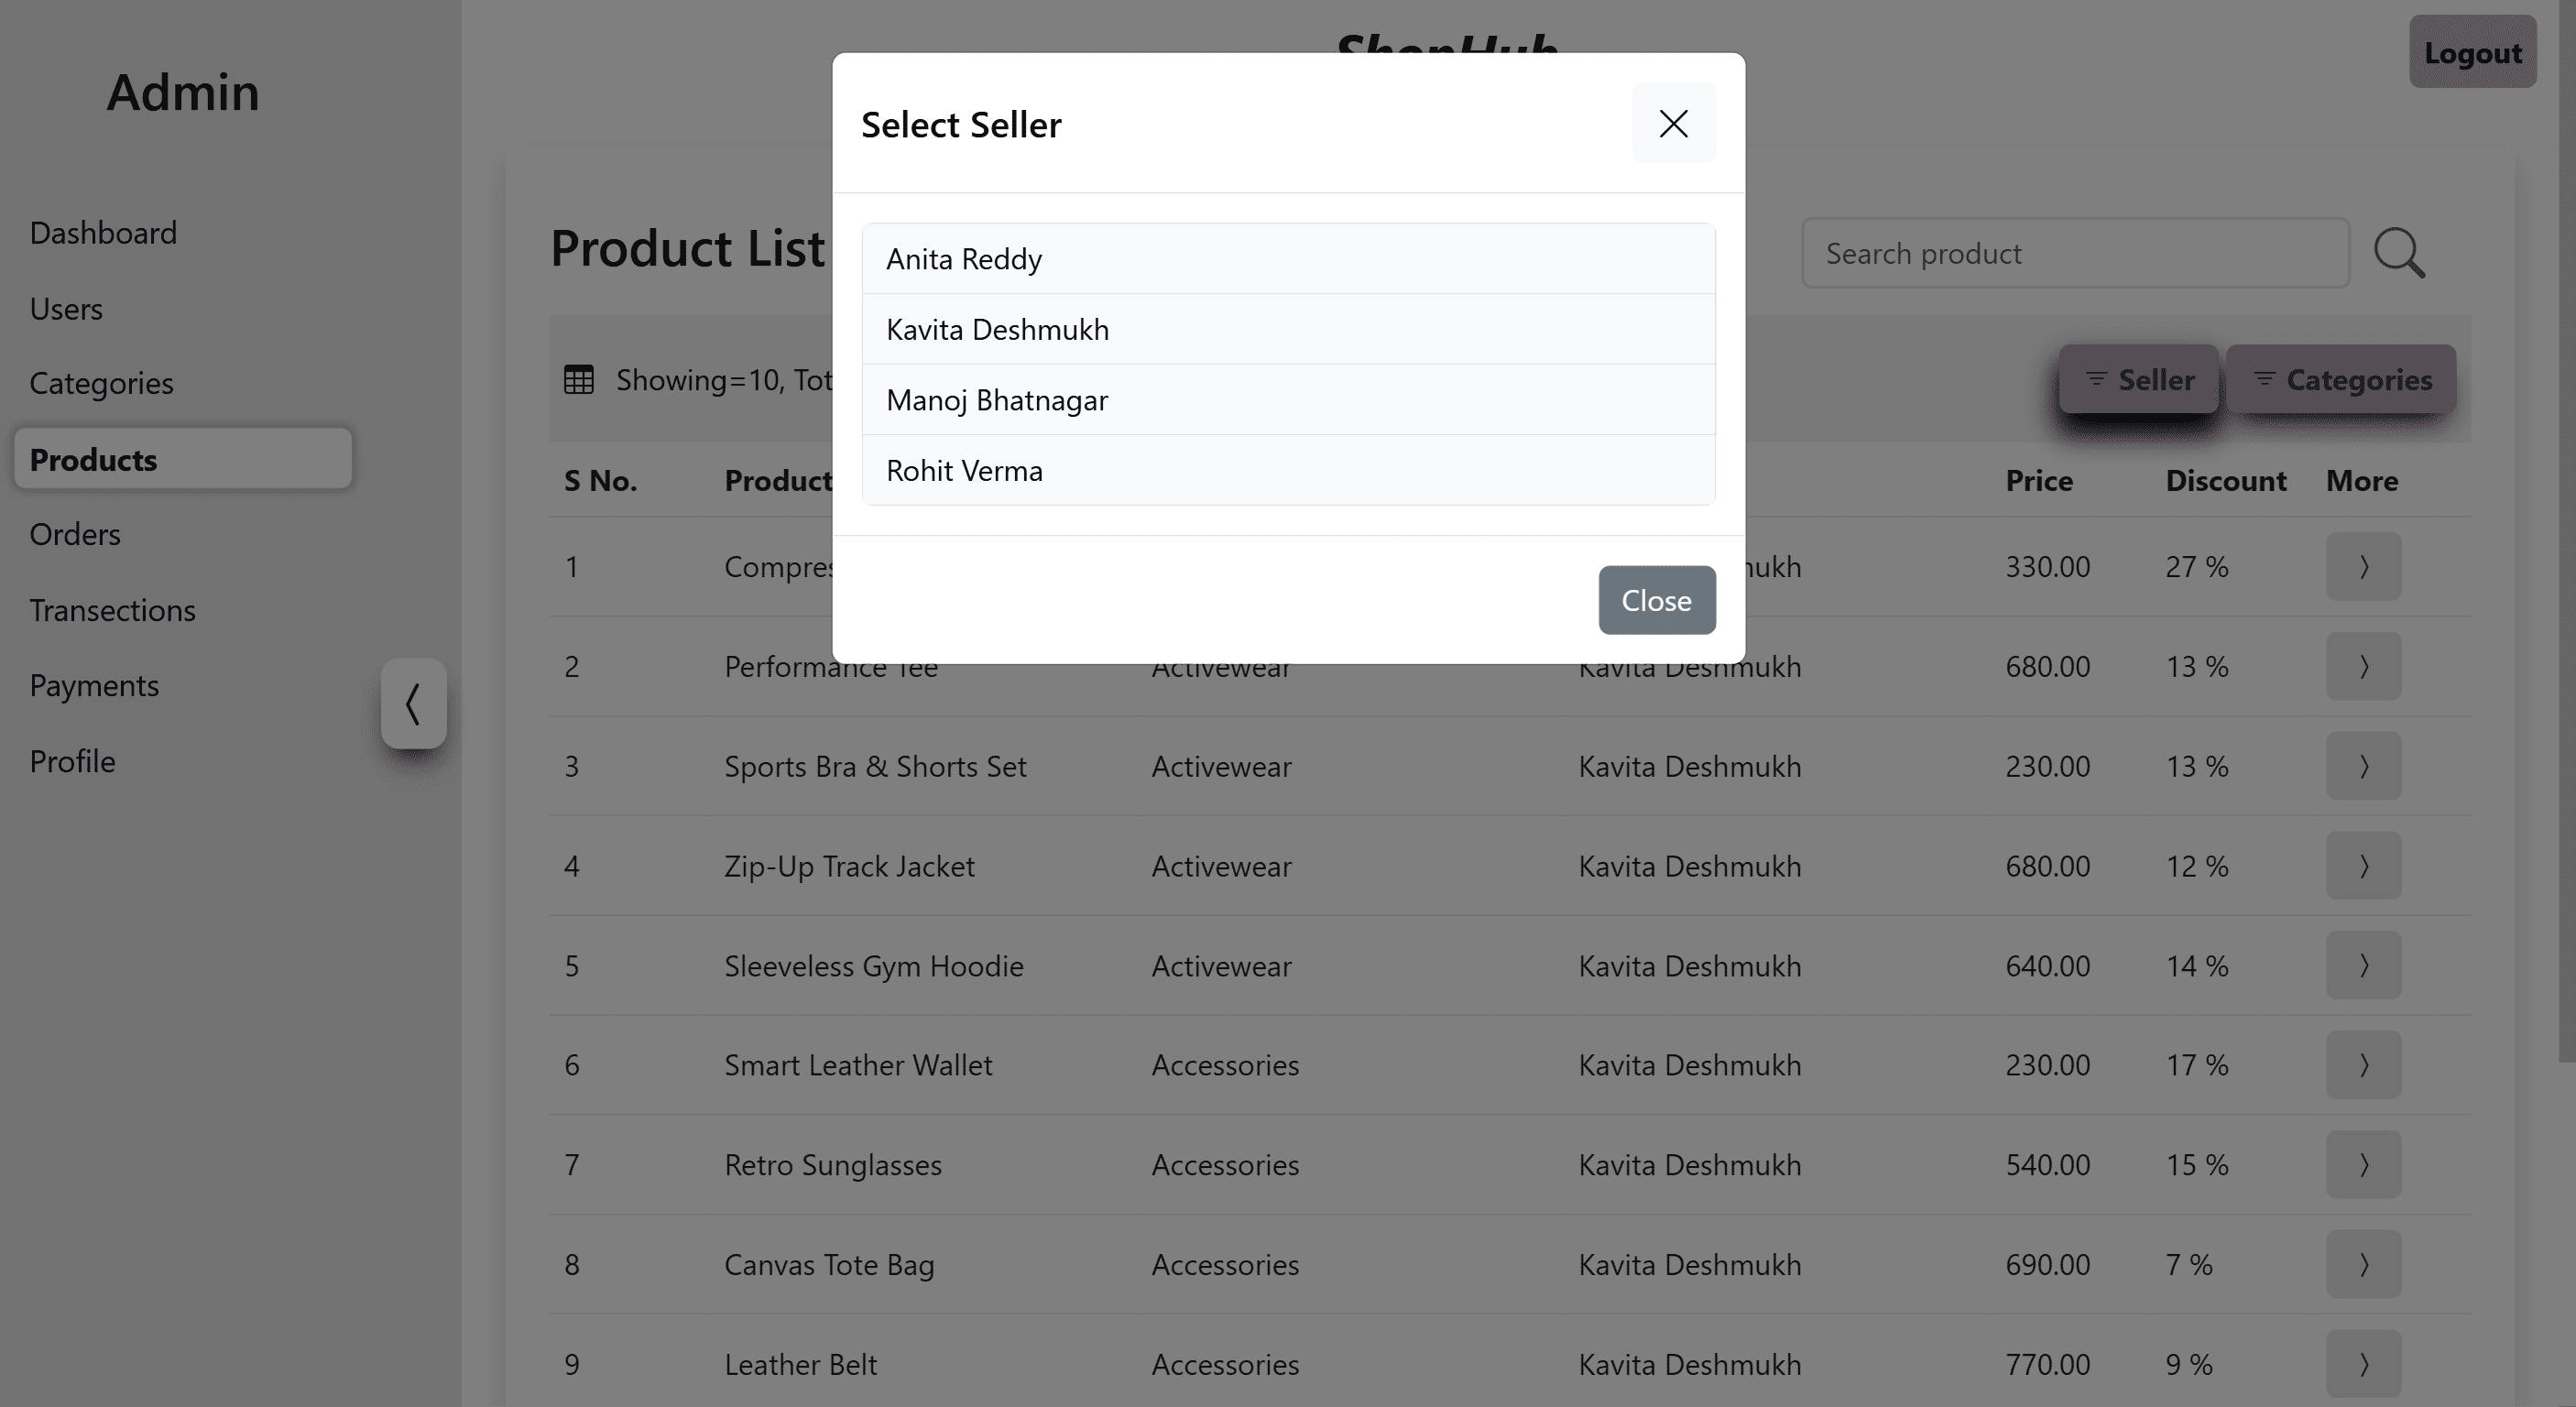 Admin
Dashboard
Users
Categories
Products
Orders
Transections
Payments
Profile
Logout
Select Seller
Anita Reddy
Kavita Deshmukh
Manoj Bhatnagar
Rohit Verma
Close
Product List
Search product
Showing=10,
Seller
Categories
S No. Product Price Discount More
1 330.00 27 %
2 Performance Tee Activewear Kavita Deshmukh 680.00 13 %
3 Sports Bra & Shorts Set Activewear Kavita Deshmukh 230.00 13 %
4 Zip-Up Track Jacket Activewear Kavita Deshmukh 680.00 12 %
5 Sleeveless Gym Hoodie Activewear Kavita Deshmukh 640.00 14 %
6 Smart Leather Wallet Accessories Kavita Deshmukh 230.00 17 %
7 Retro Sunglasses Accessories Kavita Deshmukh 540.00 15 %
8 Canvas Tote Bag Accessories Kavita Deshmukh 690.00 7 %
9 Leather Belt Accessories Kavita Deshmukh 770.00 9 %